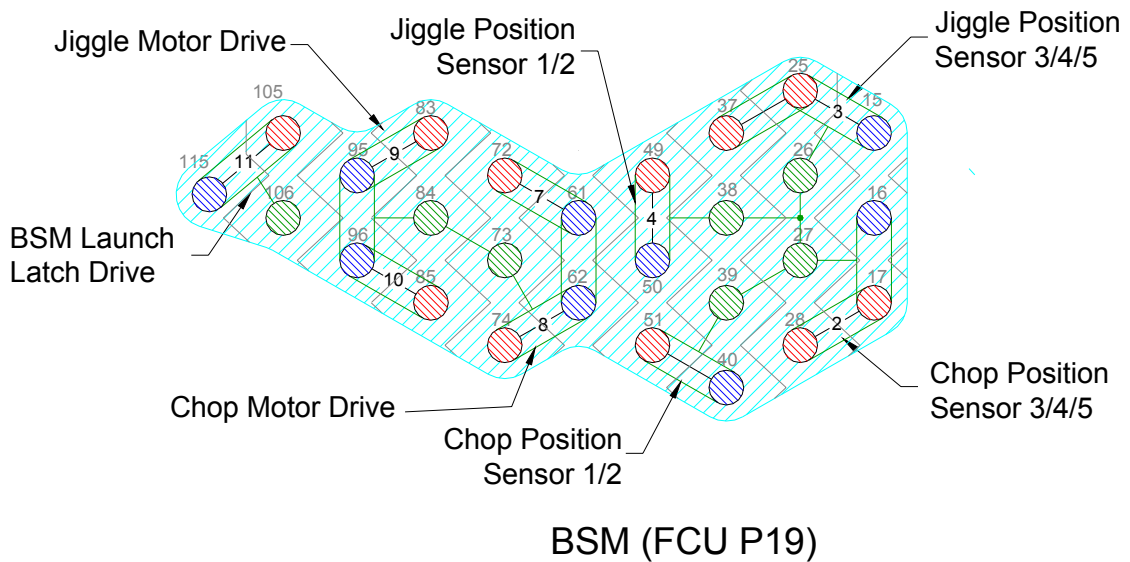 Jiggle Motor Drive
Jiggle Position
Sensor 1/2
Jiggle Position
Sensor 3/4/5
105
83
25
15
37
3
115
11
95
9
72
49
26
106
84
7
61
38
16
4
96
73
27
BSM Launch
Latch Drive
10
85
62
50
39
17
74
8
51
28
2
40
Chop Motor Drive
Chop Position
Sensor 1/2
Chop Position
Sensor 3/4/5
BSM (FCU P19)